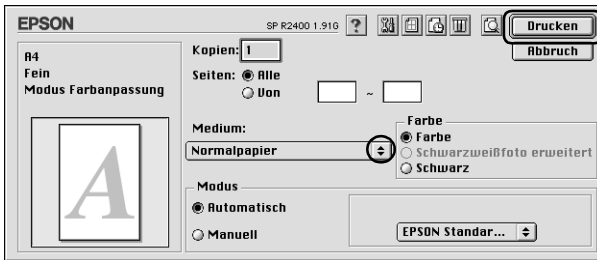 EPSON
SP R2400 1.91G
?
Drucken
Abbruch
A4
Fein
Modus Farbanpassung
A
Kopien: 1
Seiten: Alle
Von
~
Medium:
Normalpapier
Farbe
Farbe
Schwarzweißfoto erweitert
Schwarz
Modus
Automatisch
Manuell
EPSON Standar...